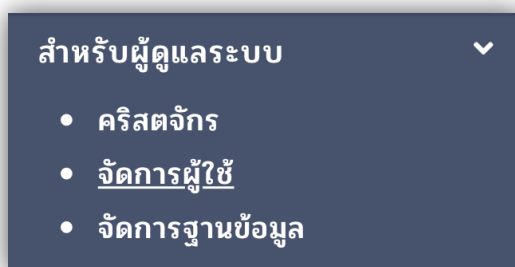 สำหรับผู้ดูแลระบบ
คริสตจักร
จัดการผู้ใช้
จัดการฐานข้อมูล